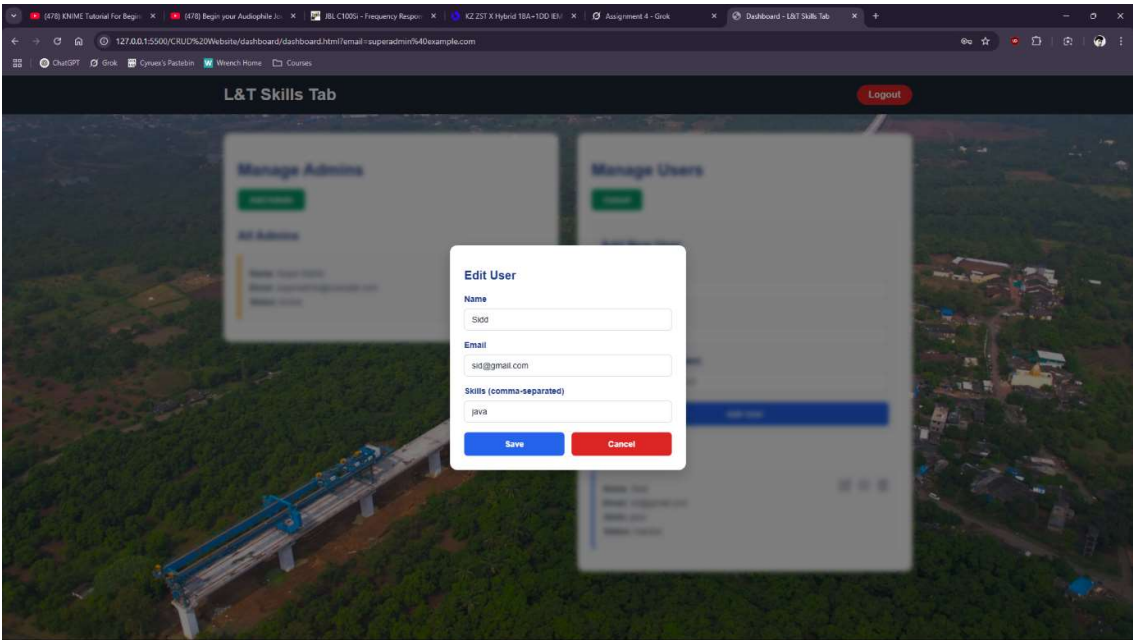 (478) KNIME Tutorial For Begin
(478) Begin your Audiophile Jo
JBL C100Si - Frequency Respon
KZ ZST X Hybrid 1BA+1DD IEM
Assignment 4 - Grok
Dashboard - L&T Skills Tab
127.0.0.1:5500/CRUD%20Website/dashboard/dashboard.html?email=superadmin%40example.com
ChatGPT
Grok
Cyruex's Pastebin
Wrench Home
Courses
L&T Skills Tab
Logout
Manage Admins
Manage Users
All Admins
Edit User
Name
Sidd
Email
sid@gmail.com
Skills (comma-separated)
java
Save
Cancel